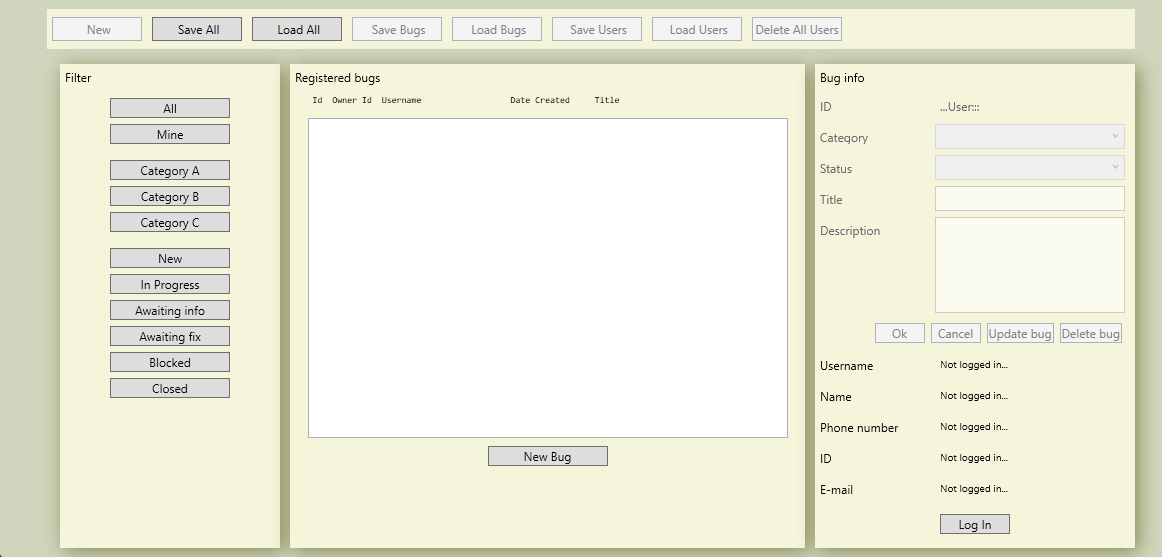 New Save All Load All Save Bugs Load Bugs Save Users Load Users Delete All Users
Filter
All
Mine
Category A
Category B
Category C
New
In Progress
Awaiting info
Awaiting fix
Blocked
Closed
Registered bugs
Id Owner Id Username Date Created Title
New Bug
Bug info
ID ...User:::
Category
Status
Title
Description
Ok Cancel Update bug Delete bug
Username Not logged in...
Name Not logged in...
Phone number Not logged in...
ID Not logged in...
E-mail Not logged in...
Log In